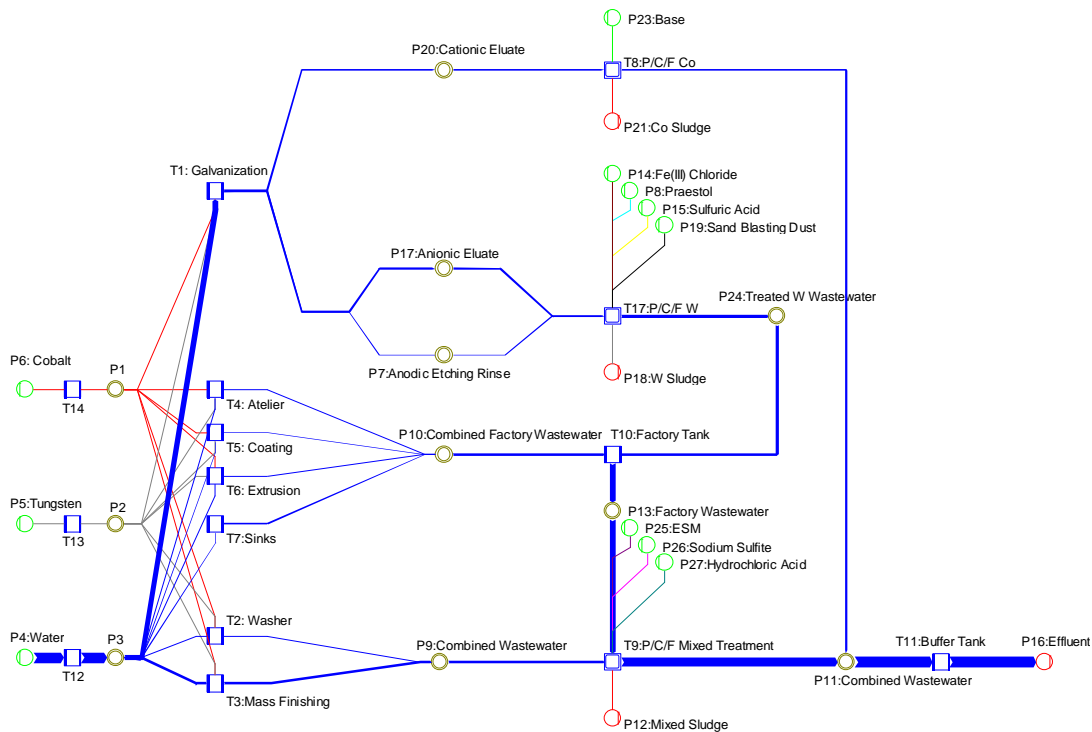 P23:Base
P20:Cationic Eluate
T8:P/C/F Co
P21:Co Sludge
T1: Galvanization
P14:Fe(III) Chloride
P8:Praestol
P15:Sulfuric Acid
P19:Sand Blasting Dust
P17:Anionic Eluate
P24:Treated W Wastewater
T17:P/C/F W
P6: Cobalt
P1
P7:Anodic Etching Rinse
P18:W Sludge
T14
T4: Atelier
P10:Combined Factory Wastewater
T10:Factory Tank
T5: Coating
T6: Extrusion
P5:Tungsten
P2
T13
T7:Sinks
P13:Factory Wastewater
P25:ESM
P26:Sodium Sulfite
P27:Hydrochloric Acid
T2: Washer
P4:Water
P3
P9:Combined Wastewater
T9:P/C/F Mixed Treatment
T11:Buffer Tank
P16:Effluent
T12
P11:Combined Wastewater
T3:Mass Finishing
P12:Mixed Sludge